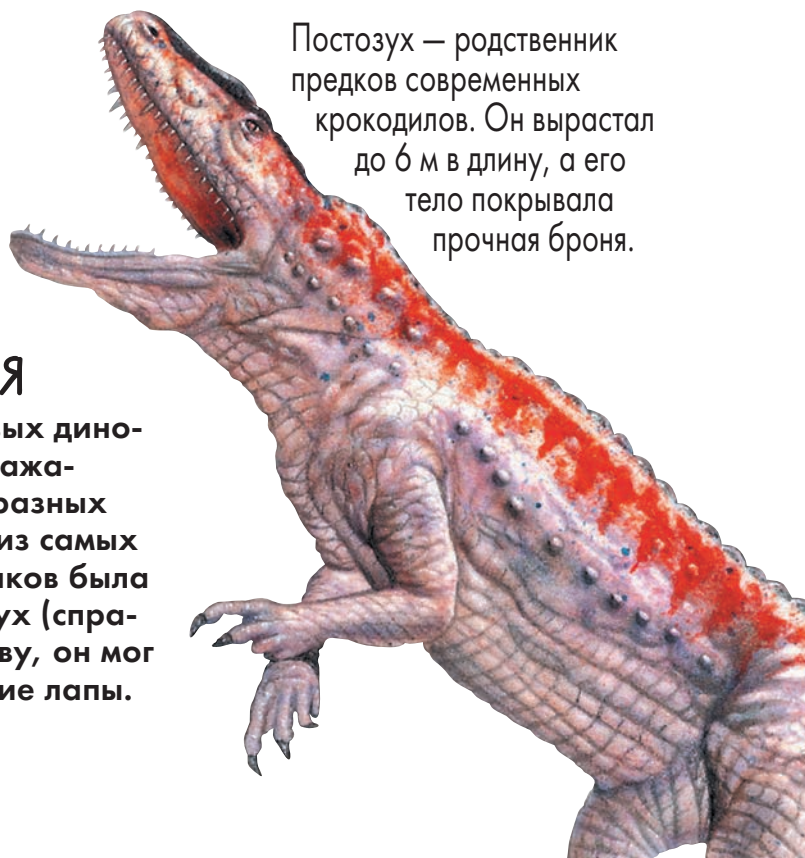 Постозух — родственник
предков современных
крокодилов. Он вырастал
до 6 м в длину, а его
тело покрывала
прочная броня.
Я
ых дино-
ажа-
разных
из самых
ков была
ух (спра-
ву, он мог
ие лапы.